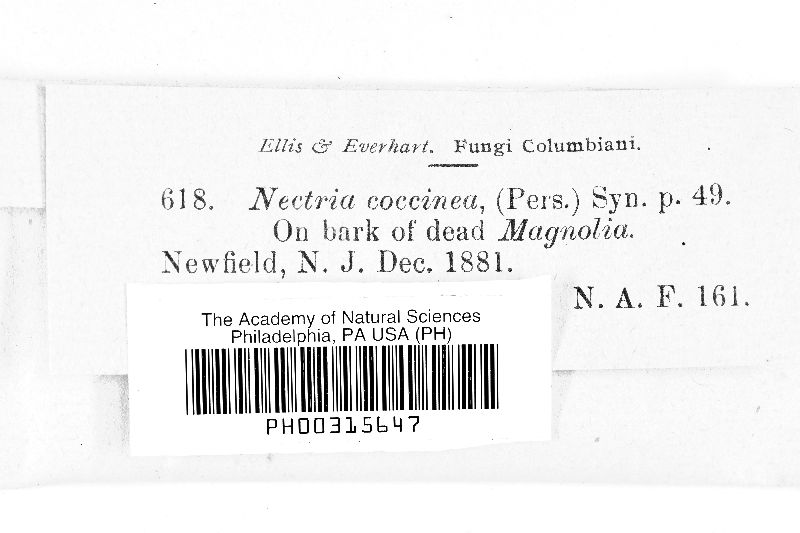 Ellis & Everhart. Fungi Columbiani.
618. Nectria coccinea, (Pers.) Syn. p. 49.
On bark of dead Magnolia.
Newfield, N. J. Dec. 1881.
N. A. F. 161.
The Academy of Natural Sciences
Philadelphia, PA USA (PH)
PH00315647